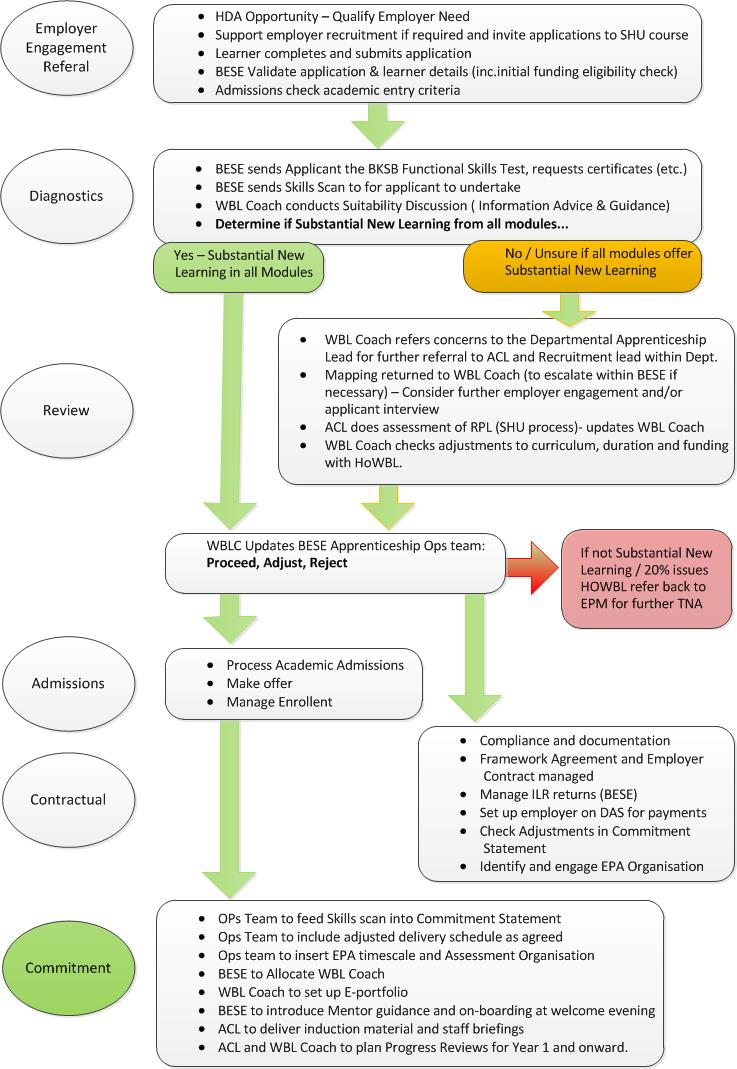 Employer
Engagement
Referal
• HDA Opportunity – Qualify Employer Need
• Support employer recruitment if required and invite applications to SHU course
• Learner completes and submits application
• BESE Validate application & learner details (inc.initial funding eligibility check)
• Admissions check academic entry criteria
Diagnostics
• BESE sends Applicant the BKSB Functional Skills Test, requests certificates (etc.)
• BESE sends Skills Scan to for applicant to undertake
• WBL Coach conducts Suitability Discussion ( Information Advice & Guidance)
• Determine if Substantial New Learning from all modules...
Yes – Substantial New
Learning in all Modules
No / Unsure if all modules offer
Substantial New Learning
Review
• WBL Coach refers concerns to the Departmental Apprenticeship
Lead for further referral to ACL and Recruitment lead within Dept.
• Mapping returned to WBL Coach (to escalate within BESE if
necessary) – Consider further employer engagement and/or
applicant interview
• ACL does assessment of RPL (SHU process)- updates WBL Coach
• WBL Coach checks adjustments to curriculum, duration and funding
with HoWBL.
WBLC Updates BESE Apprenticeship Ops team:
Proceed, Adjust, Reject
If not Substantial New
Learning / 20% issues
HOWBL refer back to
EPM for further TNA
Admissions
• Process Academic Admissions
• Make offer
• Manage Enrollent
Contractual
• Compliance and documentation
• Framework Agreement and Employer
Contract managed
• Manage ILR returns (BESE)
• Set up employer on DAS for payments
• Check Adjustments in Commitment
Statement
• Identify and engage EPA Organisation
Commitment
• OPs Team to feed Skills scan into Commitment Statement
• Ops Team to include adjusted delivery schedule as agreed
• Ops team to insert EPA timescale and Assessment Organisation
• BESE to Allocate WBL Coach
• WBL Coach to set up E-portfolio
• BESE to introduce Mentor guidance and on-boarding at welcome evening
• ACL to deliver induction material and staff briefings
• ACL and WBL Coach to plan Progress Reviews for Year 1 and onward.